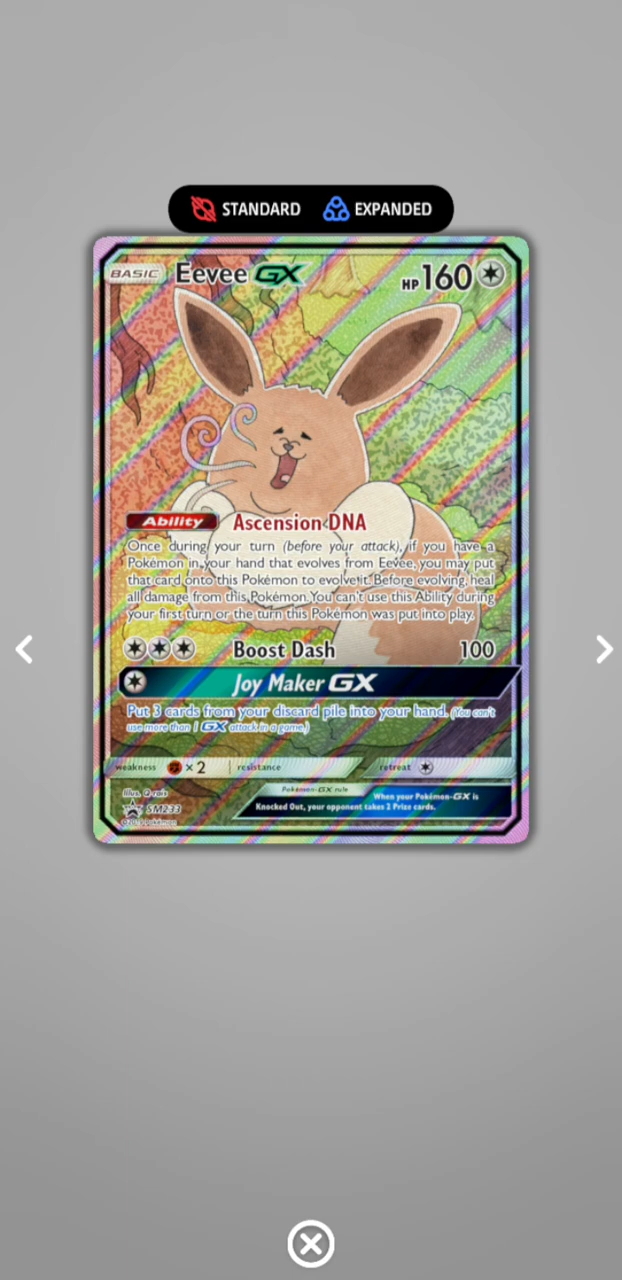 STANDARD EXPANDED
BASIC Eevee GX HP 160
Ability Ascension DNA
Once during your turn (before your attack), if you have a
Pokémon in your hand that evolves from Eevee, you may put
that card onto this Pokémon to evolve it. Before evolving, heal
all damage from this Pokémon. You can't use this Ability during
your first turn or the turn this Pokémon was put into play.
Boost Dash 100
Joy Maker GX
Put 3 cards from your discard pile into your hand. (You can't
use more than 1 GX attack in a game.)
weakness ×2 resistance retreat
Pokémon-GX rule
When your Pokémon-GX is
Knocked Out, your opponent takes 2 Prize cards.
Illus. Q-rais
SM233
Pokémon